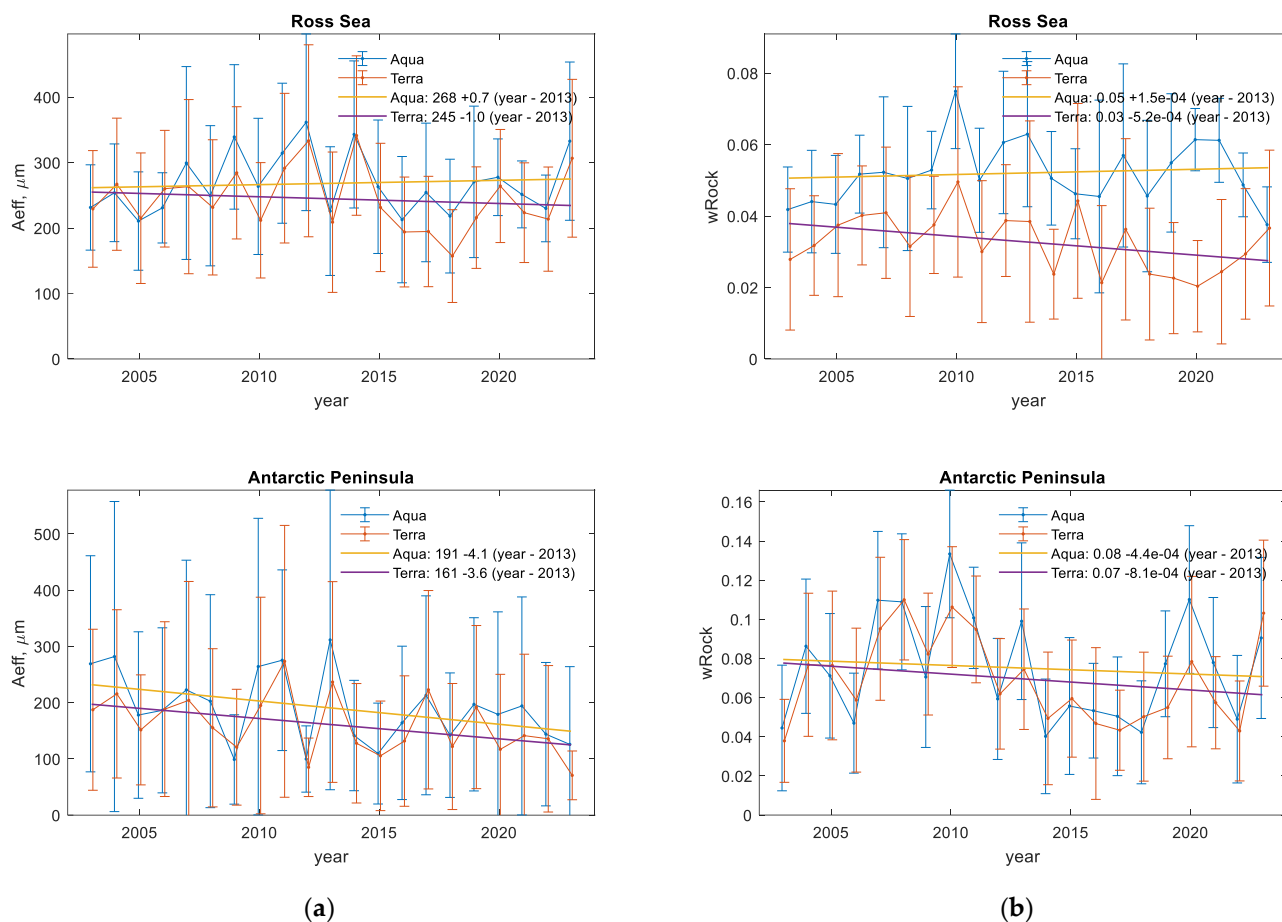 Ross Sea
Aqua
Terra
Aqua: 268 +0.7 (year - 2013)
Terra: 245 -1.0 (year - 2013)
400
300
200
100
0
Aeff, μm
2005 2010 2015 2020
year
Ross Sea
Aqua
Terra
Aqua: 0.05 +1.5e-04 (year - 2013)
Terra: 0.03 -5.2e-04 (year - 2013)
0.08
0.06
0.04
0.02
0
wRock
2005 2010 2015 2020
year
Antarctic Peninsula
Aqua
Terra
Aqua: 191 -4.1 (year - 2013)
Terra: 161 -3.6 (year - 2013)
500
400
300
200
100
0
Aeff, μm
2005 2010 2015 2020
year
Antarctic Peninsula
Aqua
Terra
Aqua: 0.08 -4.4e-04 (year - 2013)
Terra: 0.07 -8.1e-04 (year - 2013)
0.16
0.14
0.12
0.1
0.08
0.06
0.04
0.02
0
wRock
2005 2010 2015 2020
year
(a) (b)